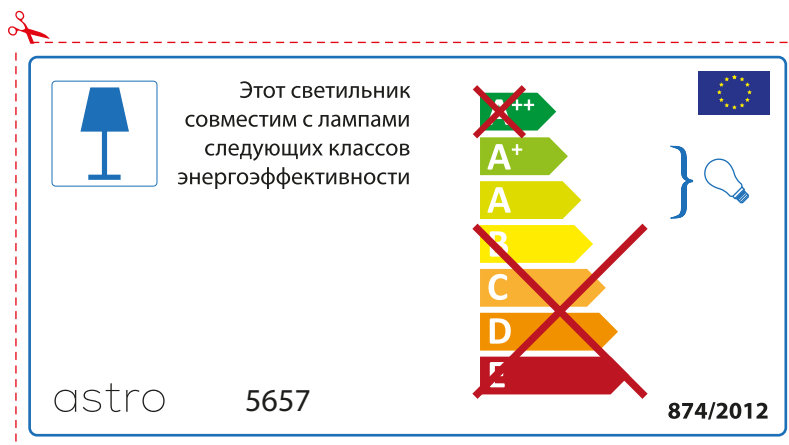 Этот светильник
совместим с лампами
следующих классов
энергоэффективности
A++
A+
A
B
C
D
E
astro
5657
874/2012